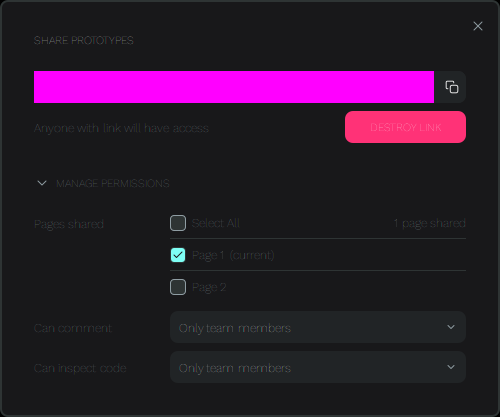 SHARE PROTOTYPES
Anyone with link will have access
DESTROY LINK
MANAGE PERMISSIONS
Pages shared
Select All
1 page shared
Page 1 (current)
Page 2
Can comment
Only team members
Can inspect code
Only team members